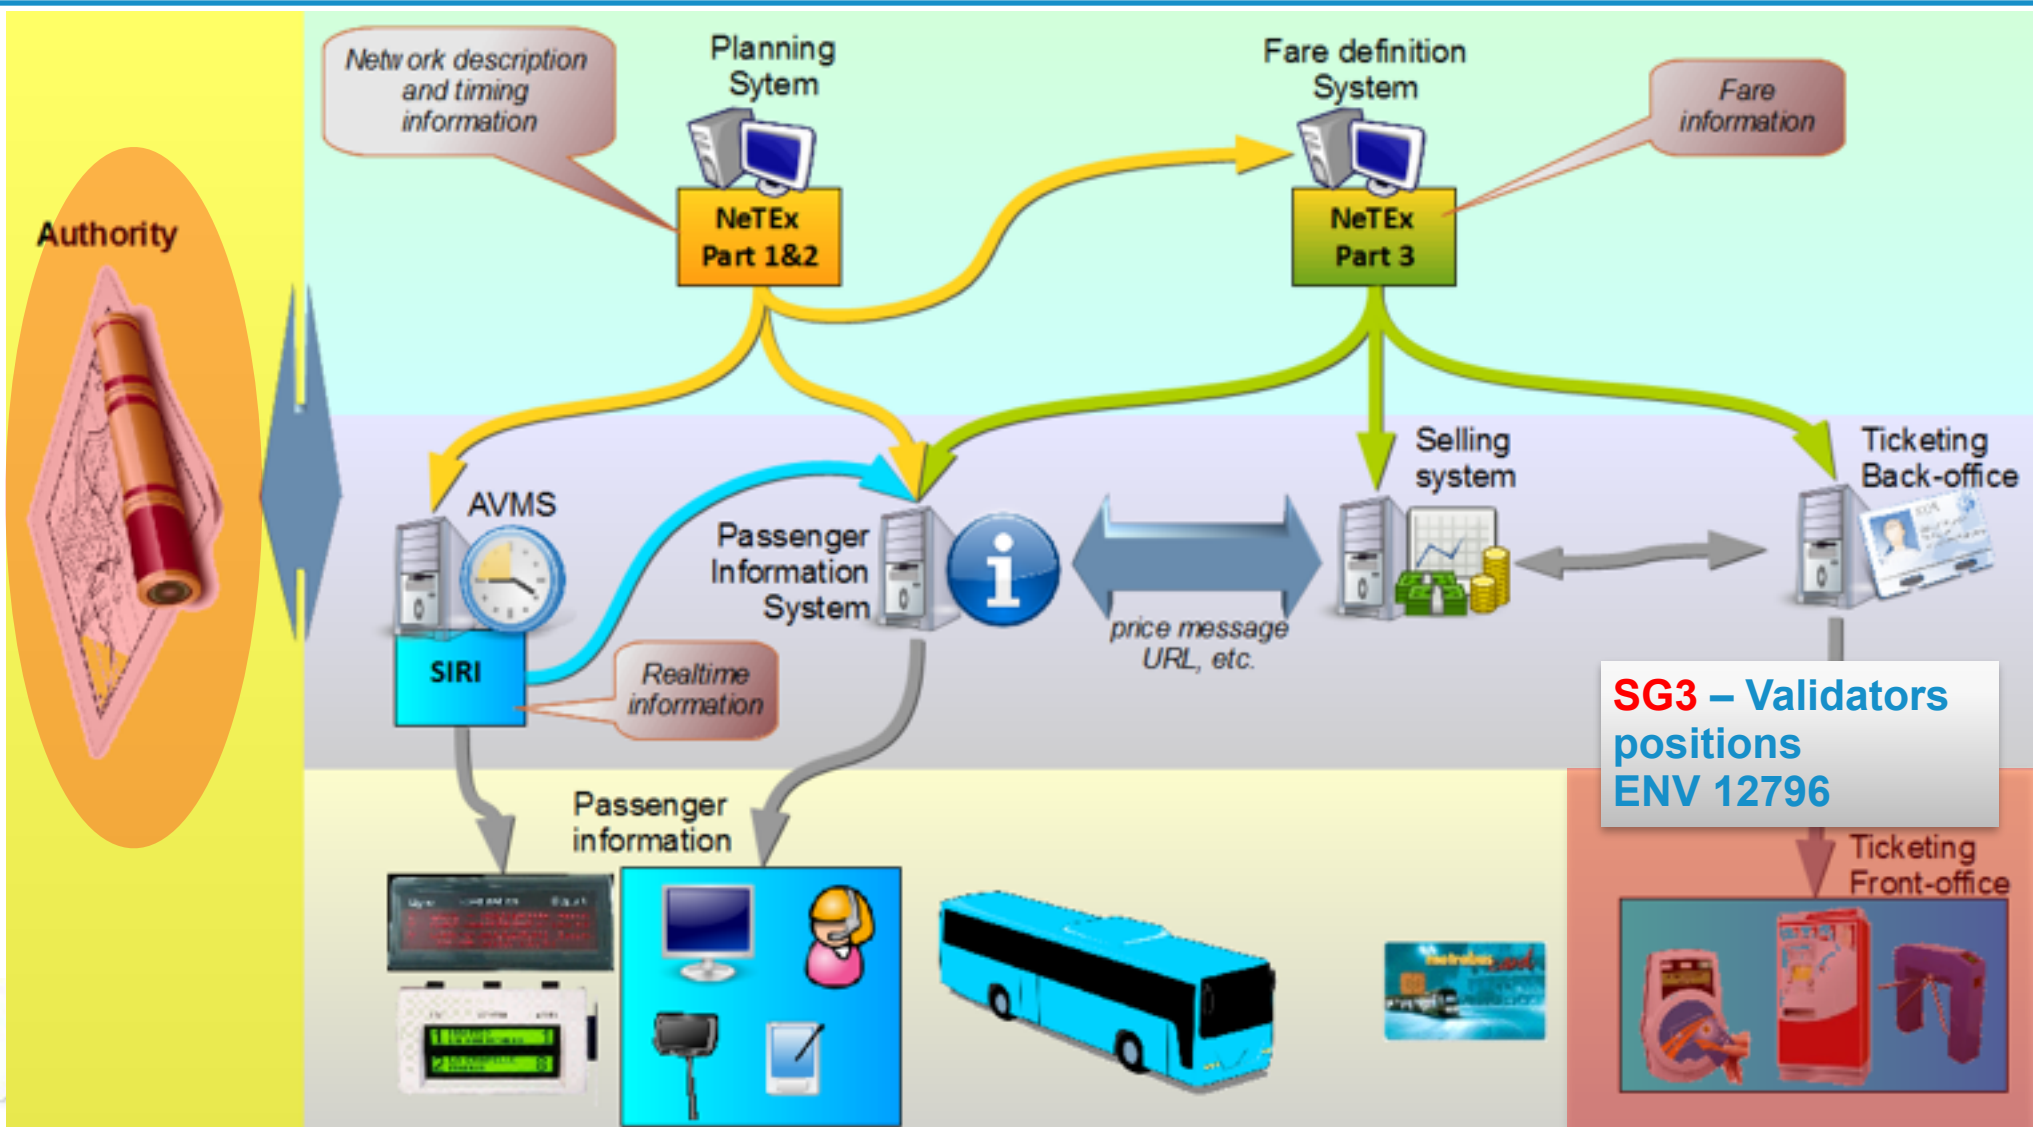 Network description
and timing
information
Planning
Sytem
Fare definition
System
Fare
information
NeTEx
Part 1&2
NeTEx
Part 3
Authority
AVMS
Passenger
Information
System
Selling
system
Ticketing
Back-office
price message
URL, etc.
SIRI
Realtime
information
SG3 – Validators
positions
ENV 12796
Passenger
information
Ticketing
Front-office
metrobus